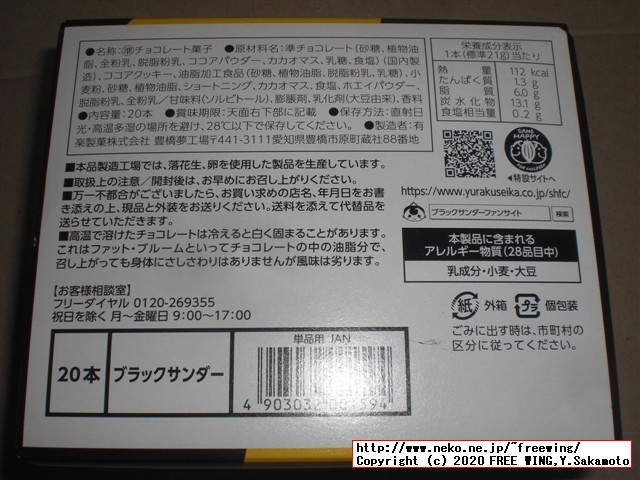 ●名称:㊤チョコレート菓子 ●原材料名:準チョコレート(砂糖、植物油
脂、全粉乳、脱脂粉乳、ココアパウダー、カカオマス、乳糖、食塩)(国内製
造)、ココアクッキー、油脂加工食品(砂糖、植物油脂、脱脂粉乳、乳糖)、小
麦粉、砂糖、植物油脂、ショートニング、カカオマス、食塩、ホエイパウダー、
脱脂粉乳、全粉乳/甘味料(ソルビトール)、膨脹剤、乳化剤(大豆由来)、香料
●内容量:20本 ●賞味期限:天面右下部に記載 ●保存方法:直射日
光・高温多湿の場所を避け、28℃以下で保存してください。 ●製造者:有
楽製菓株式会社 豊橋夢工場〒441-3111愛知県豊橋市原町蔵社88番地
■本品製造工場では、落花生、卵を使用した製品を生産しています。
■取扱上の注意/開封後は、お早めにお召し上がりください。
■万一不都合がございましたら、お買い求めの店名、年月日をお書
き添えの上、現品と外装をお送りください。送料を添えて代替品を
送らせていただきます。
■高温で溶けたチョコレートは冷えると白く固まることがあります。
これはファット・ブルームといってチョコレートの中の油脂分で、
召し上がっても身体にさしさわりはありませんが風味は劣ります。
【お客様相談室】
フリーダイヤル 0120-269355
祝日を除く 月~金曜日 9:00~17:00
20本
ブラックサンダー
単品用 JAN
4 903032
栄養成分表示
1本(標準21g)当たり
熱量 112 kcal
たんぱく質 1.3 g
脂質 6.0 g
炭水化物 13.1 g
食塩相当量 0.2 g
HAPPY
◀特設サイトへ
https://www.yurakuseika.co.jp/shfc/
ブラックサンダーファンサイト 検索
本製品に含まれる
アレルギー物質(28品目中)
乳成分・小麦・大豆
紙 外箱 プラ 個包装
ごみに出す時は、市町村の
区分に従ってください。
http://www.neko.ne.jp/~freewing/
Copyright (c) 2020 FREE WING,Y.Sakamoto